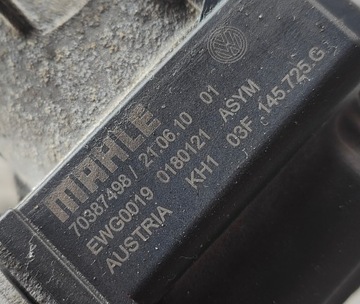 MAHLE
70387498/ 21.06.10 01
EWG0019 0180121 ASYM
AUSTRIA KH1 03F 145.725.G